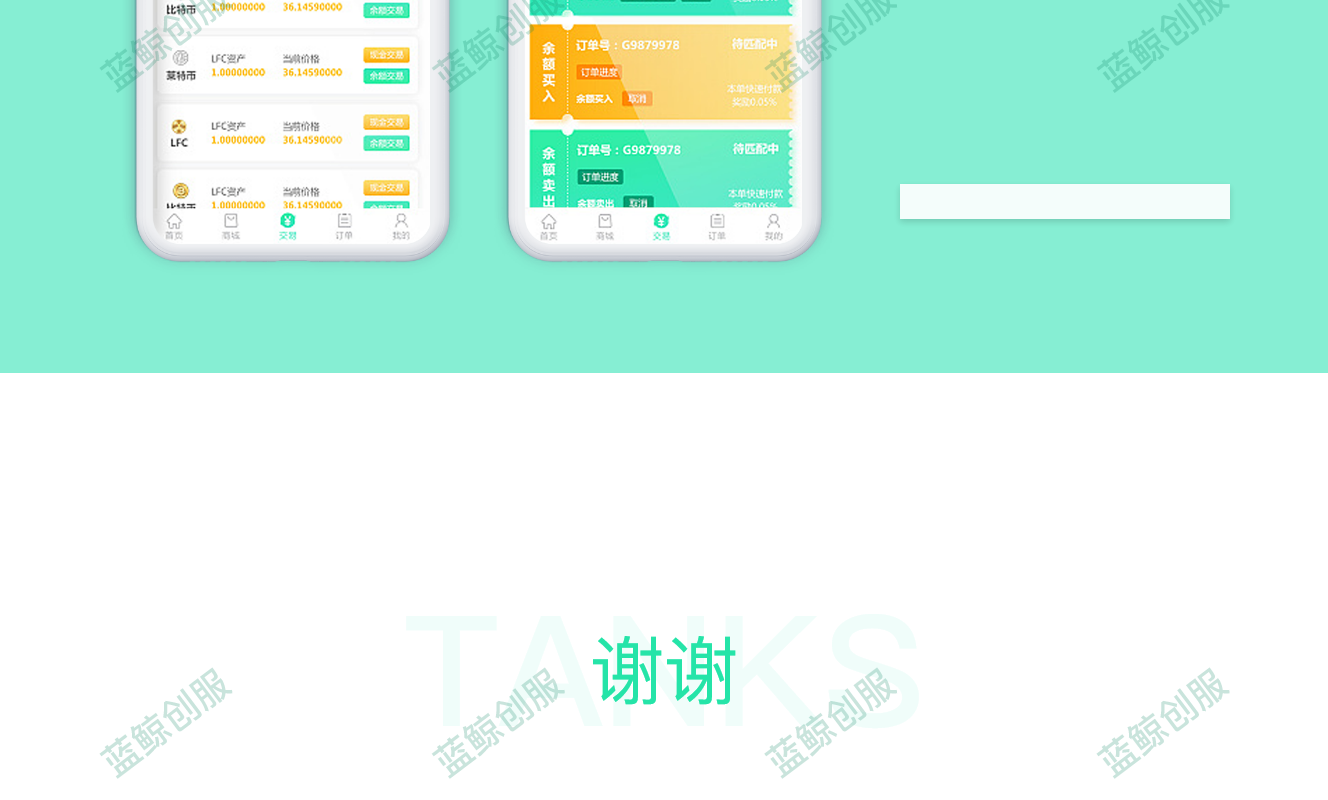 比特币
1.00000000
36.14590000
余额交易
莱特币
LFC资产
1.00000000
当前价格
36.14590000
现金交易
余额交易
LFC
LFC资产
1.00000000
当前价格
36.14590000
现金交易
余额交易
比特币
LFC资产
1.00000000
当前价格
36.14590000
现金交易
余额交易
首页
商城
交易
订单
我的
余额买入
订单号：G9879978
待匹配中
订单进度
余额买入
取消
本单快速付款
奖励0.05%
余额卖出
订单号：G9879978
待匹配中
订单进度
余额卖出
取消
本单快速付款
奖励0.05%
首页
商城
交易
订单
我的
TANKS
谢谢
蓝鲸创服
蓝鲸创服
蓝鲸创服
蓝鲸创服
蓝鲸创服
蓝鲸创服
蓝鲸创服
蓝鲸创服